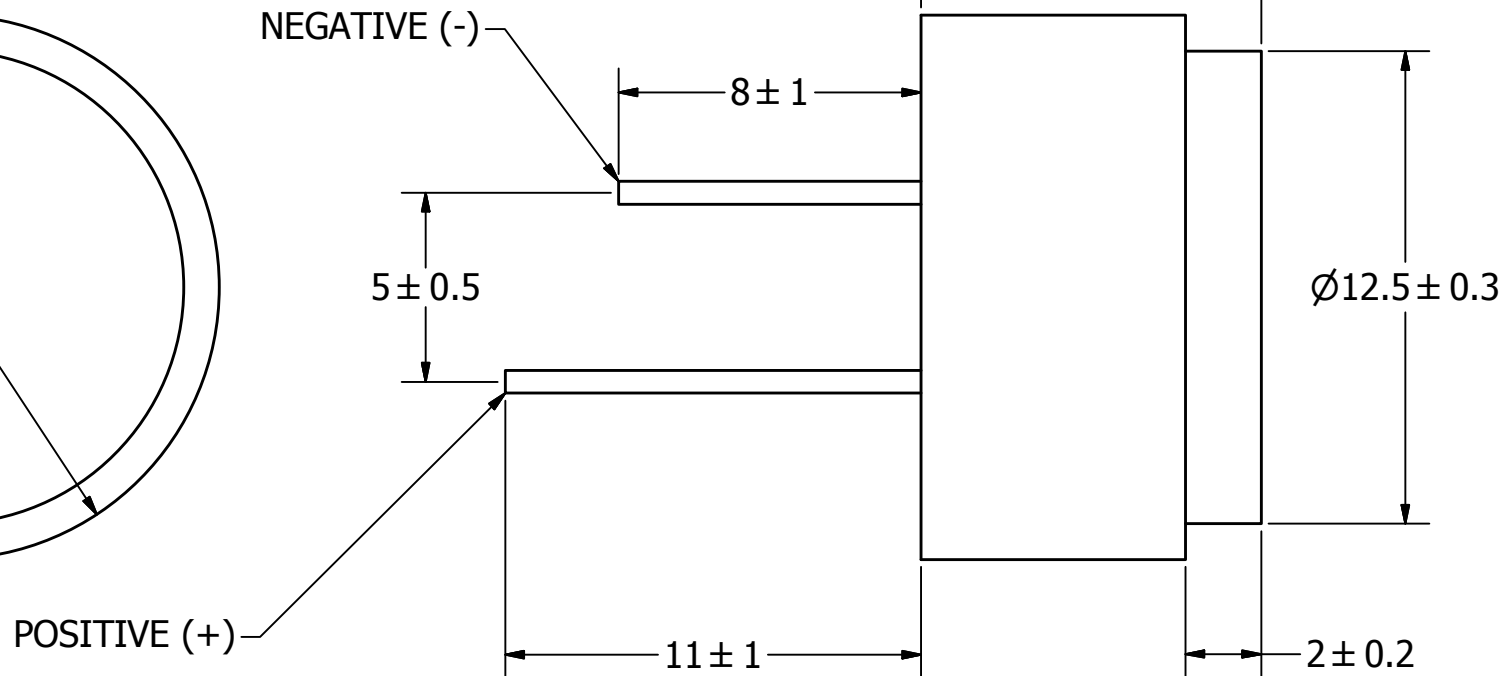 NEGATIVE (-)
8 ± 1
5 ± 0.5
Ø12.5 ± 0.3
POSITIVE (+)
11 ± 1
2 ± 0.2